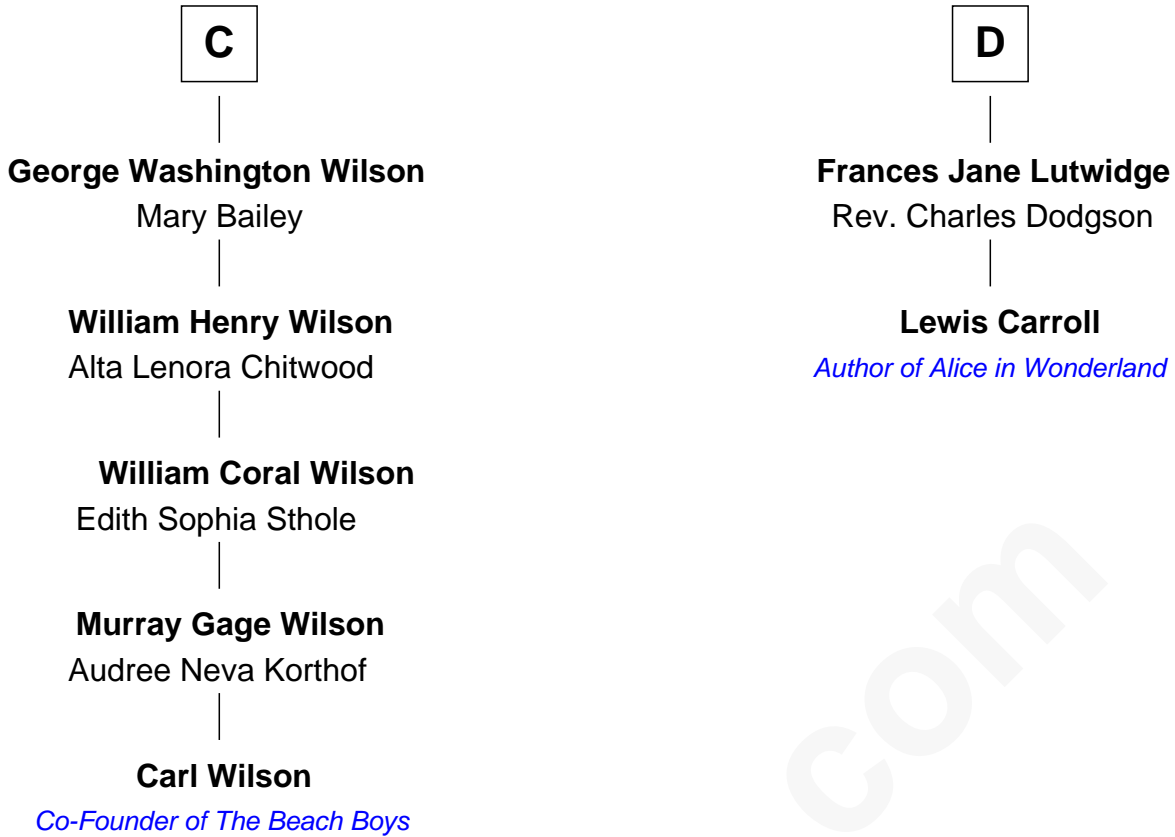 C
George Washington Wilson
Mary Bailey
William Henry Wilson
Alta Lenora Chitwood
William Coral Wilson
Edith Sophia Sthole
Murray Gage Wilson
Audree Neva Korthof
Carl Wilson
Co-Founder of The Beach Boys
D
Frances Jane Lutwidge
Rev. Charles Dodgson
Lewis Carroll
Author of Alice in Wonderland
com